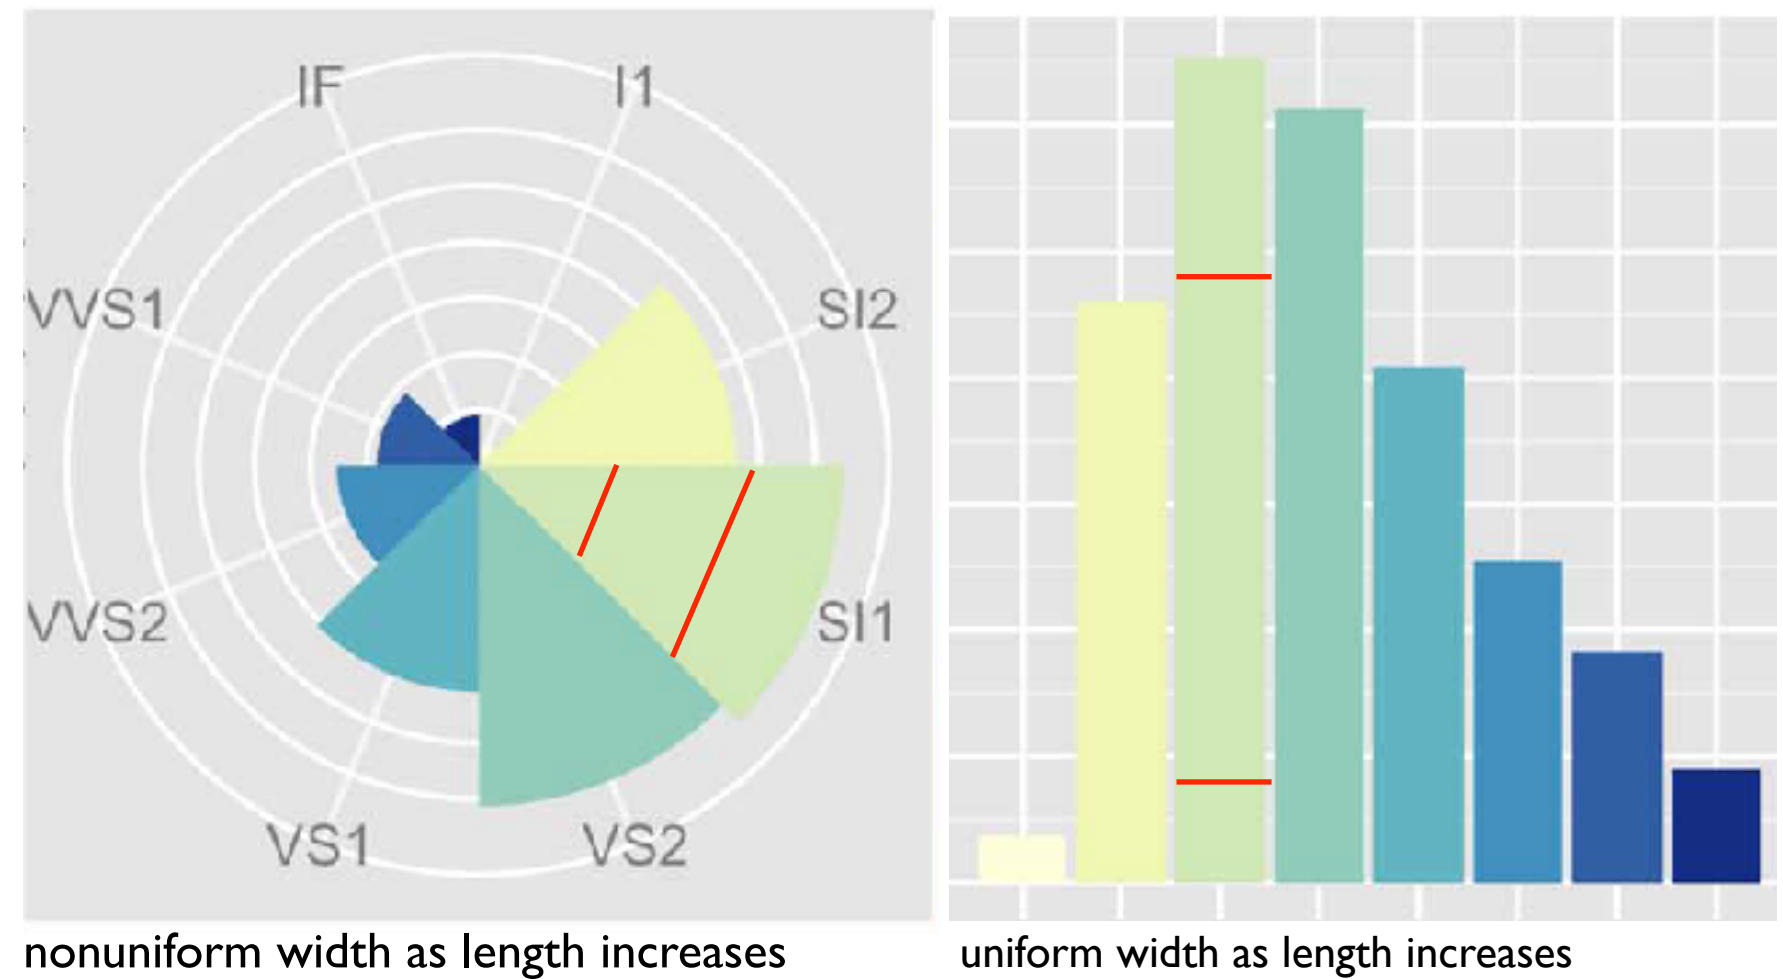 IF
I1
VVS1
SI2
VVS2
SI1
VS1
VS2
nonuniform width as length increases
uniform width as length increases